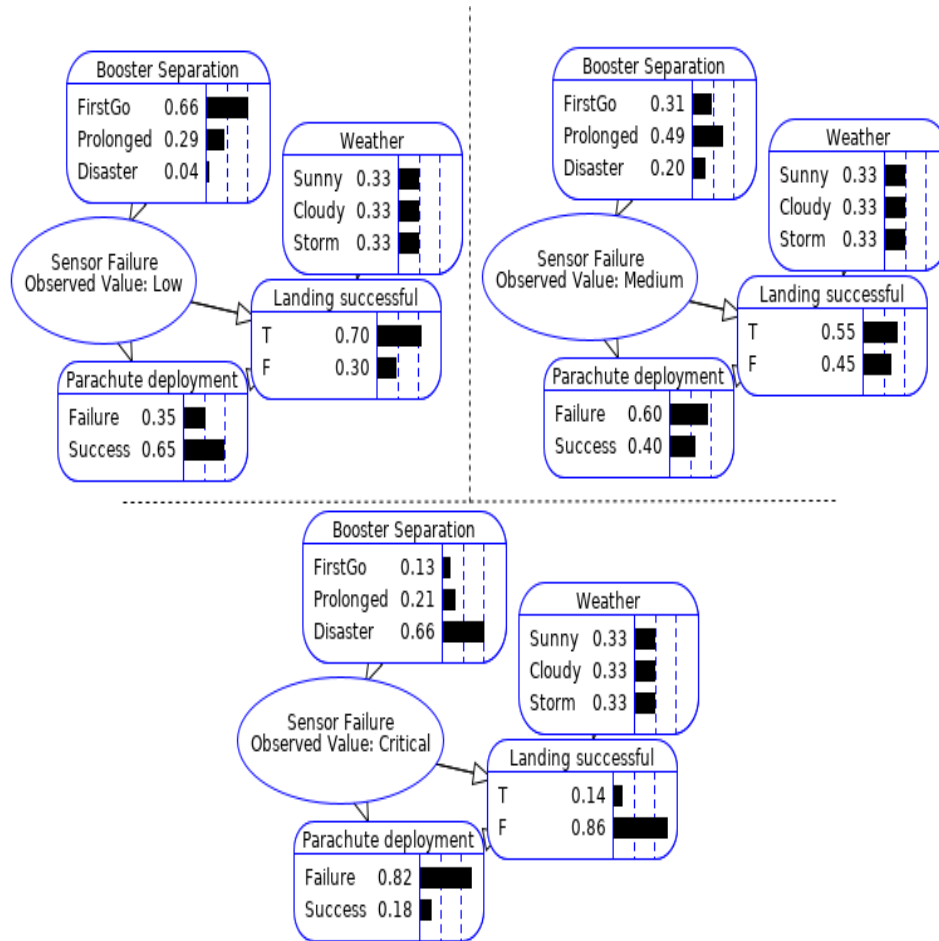 Booster Separation
FirstGo 0.66
Prolonged 0.29
Disaster 0.04
Weather
Sunny 0.33
Cloudy 0.33
Storm 0.33
Sensor Failure
Observed Value: Low
Landing successful
T 0.70
F 0.30
Parachute deployment
Failure 0.35
Success 0.65
Booster Separation
FirstGo 0.31
Prolonged 0.49
Disaster 0.20
Weather
Sunny 0.33
Cloudy 0.33
Storm 0.33
Sensor Failure
Observed Value: Medium
Landing successful
T 0.55
F 0.45
Parachute deployment
Failure 0.60
Success 0.40
Booster Separation
FirstGo 0.13
Prolonged 0.21
Disaster 0.66
Weather
Sunny 0.33
Cloudy 0.33
Storm 0.33
Sensor Failure
Observed Value: Critical
Landing successful
T 0.14
F 0.86
Parachute deployment
Failure 0.82
Success 0.18